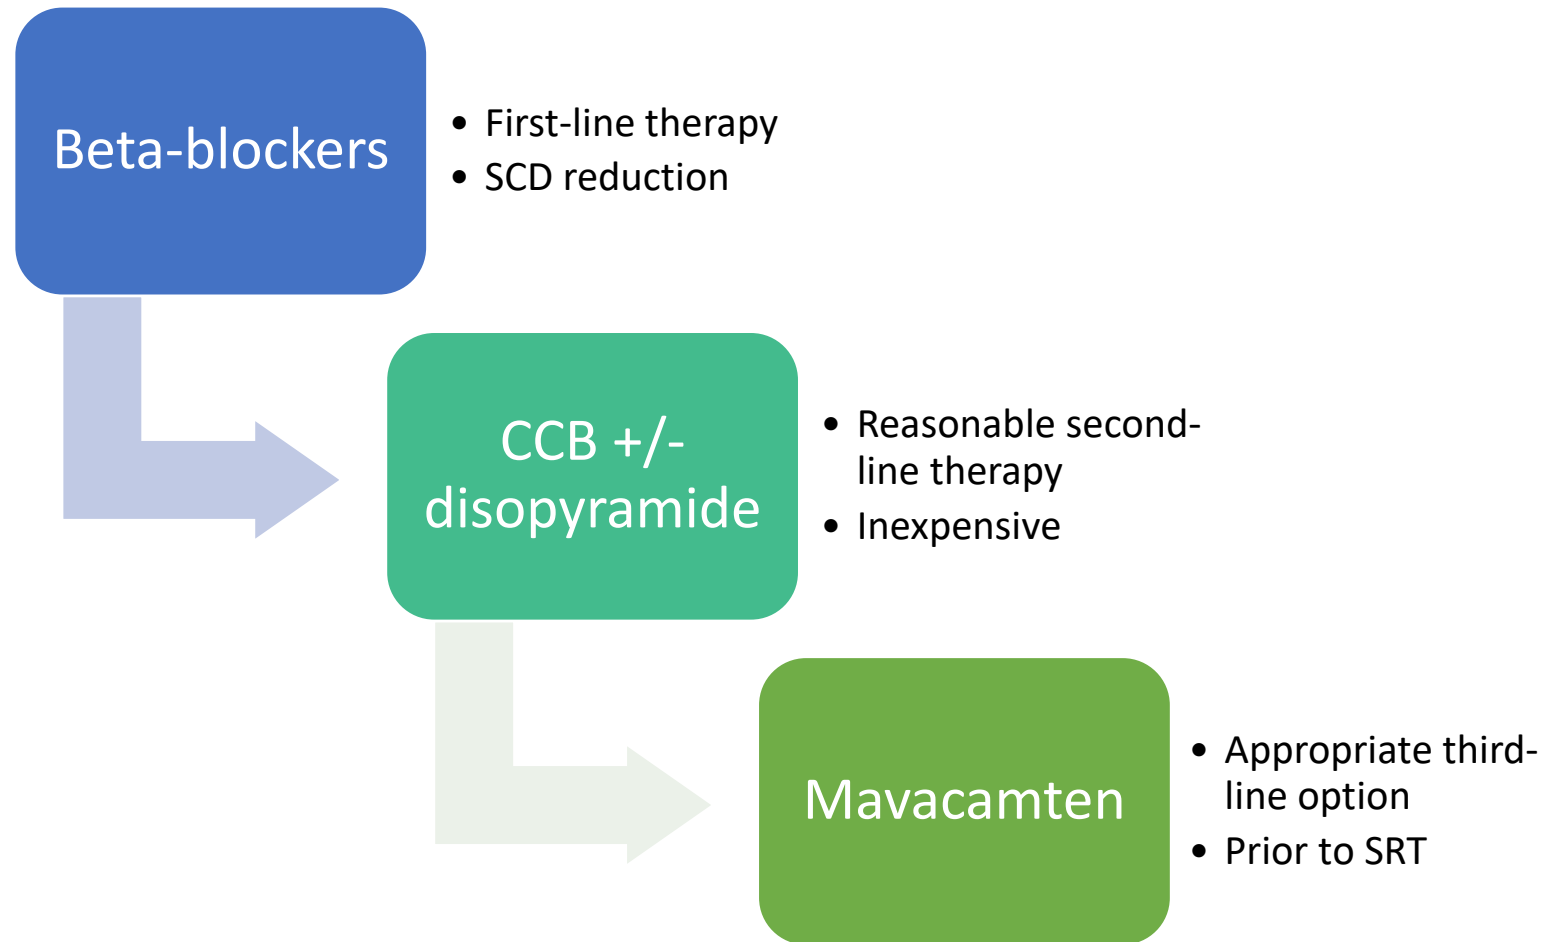 Beta-blockers
• First-line therapy
• SCD reduction
CCB +/-
disopyramide
• Reasonable second-
line therapy
• Inexpensive
Mavacamten
• Appropriate third-
line option
• Prior to SRT